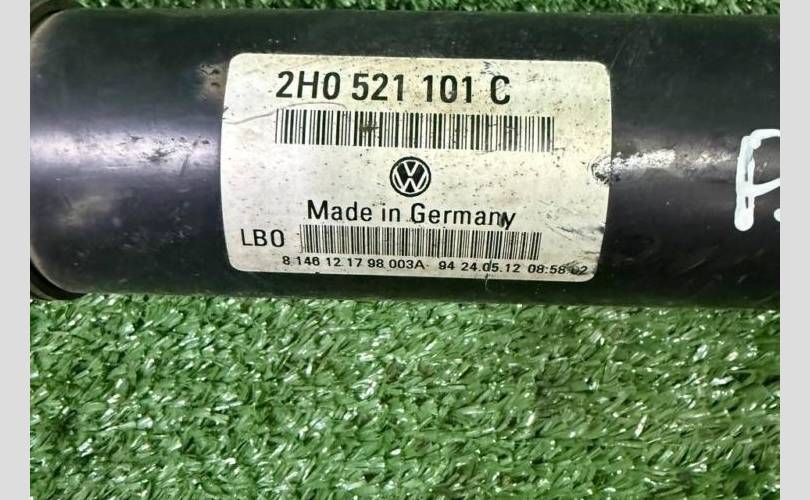 2H0 521 101 C
VW
Made in Germany
LBO
8 146 12 17 98 003A 94 24.05.12 08:58